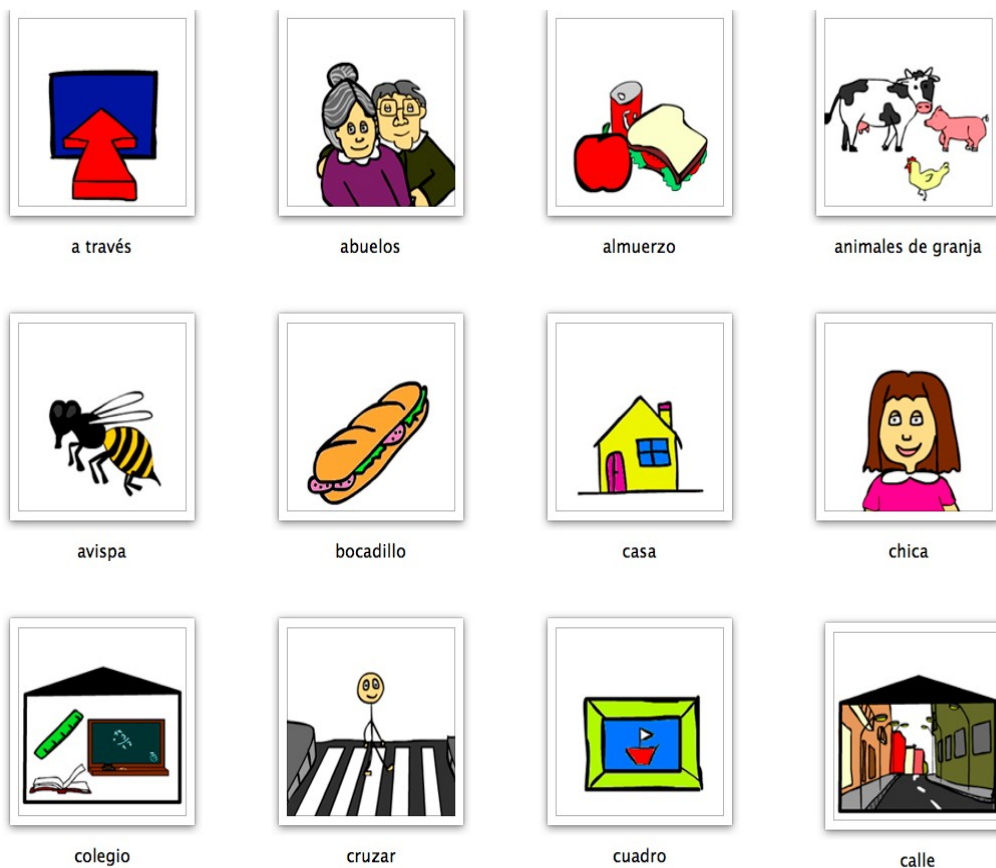 a través
abuelos
almuerzo
animales de granja
avispa
bocadillo
casa
chica
colegio
cruzar
cuadro
calle